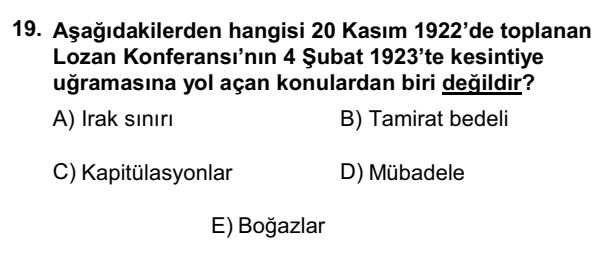 19. Aşağıdakilerden hangisi 20 Kasım 1922’de toplanan
Lozan Konferansı’nın 4 Şubat 1923’te kesintiye
uğramasına yol açan konulardan biri değildir?
A) Irak sınırı B) Tamirat bedeli
C) Kapitülasyonlar D) Mübadele
E) Boğazlar